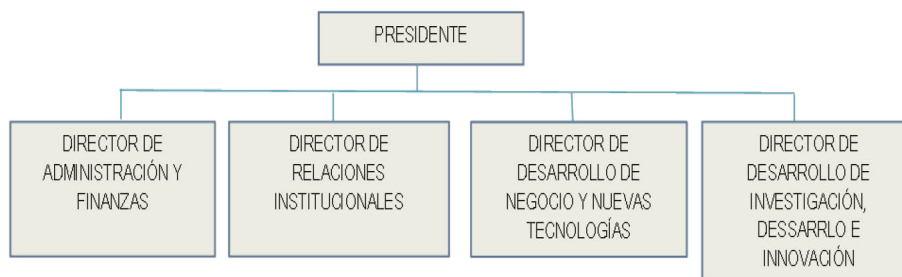 PRESIDENTE
DIRECTOR DE
ADMINISTRACIÓN Y
FINANZAS
DIRECTOR DE
RELACIONES
INSTITUCIONALES
DIRECTOR DE
DESARROLLO DE
NEGOCIO Y NUEVAS
TECNOLOGÍAS
DIRECTOR DE
DESARROLLO DE
INVESTIGACIÓN,
DESSARRLO E
INNOVACIÓN